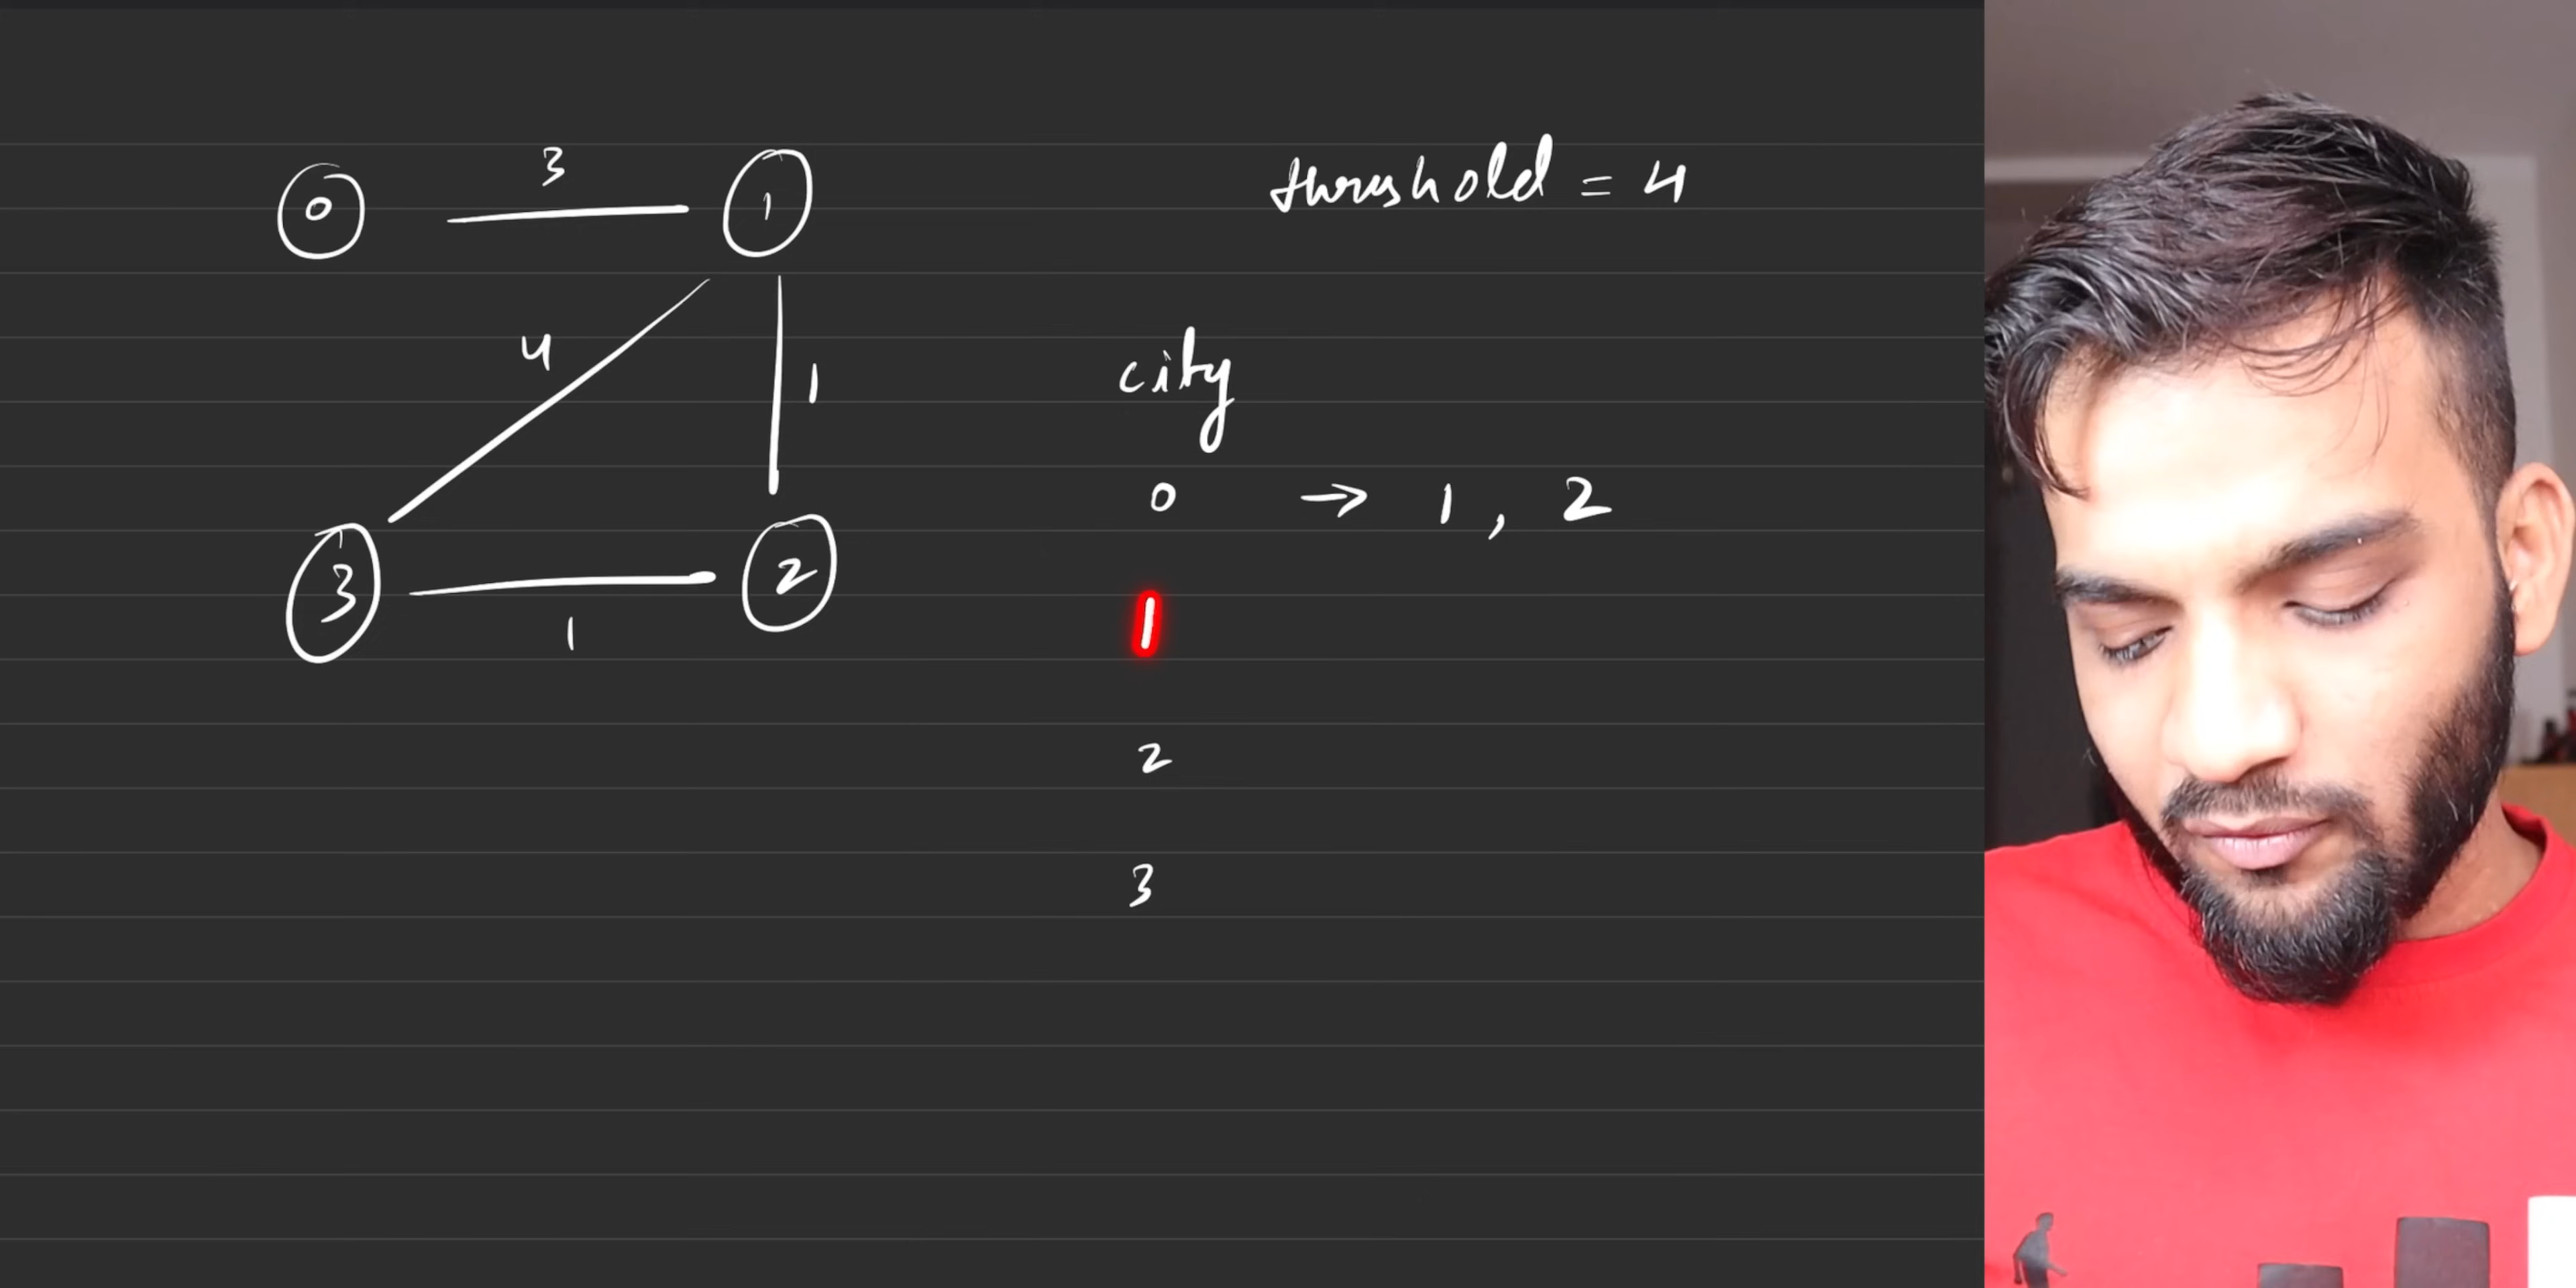 0 3 1
threshold = 4
4 1
city
0 → 1, 2
3 1 2
1
2
3